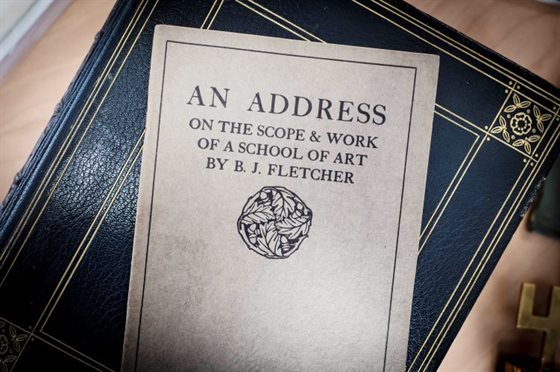 AN ADDRESS
ON THE SCOPE & WORK
OF A SCHOOL OF ART
BY B. J. FLETCHER